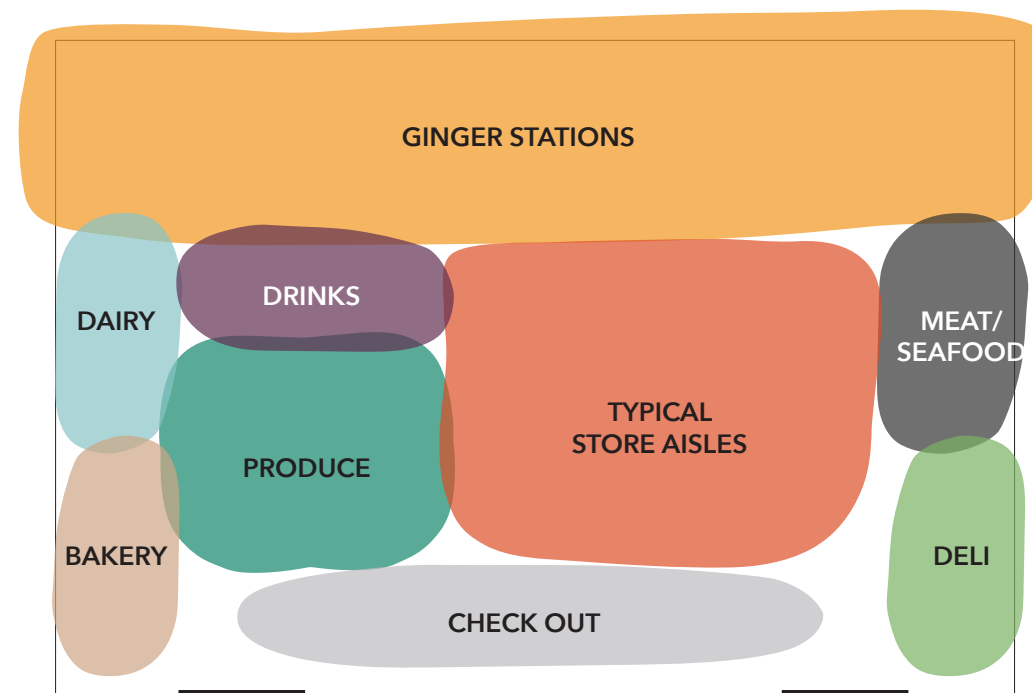 GINGER STATIONS
DRINKS
DAIRY
MEAT/
SEAFOOD
TYPICAL
STORE AISLES
PRODUCE
BAKERY
DELI
CHECK OUT